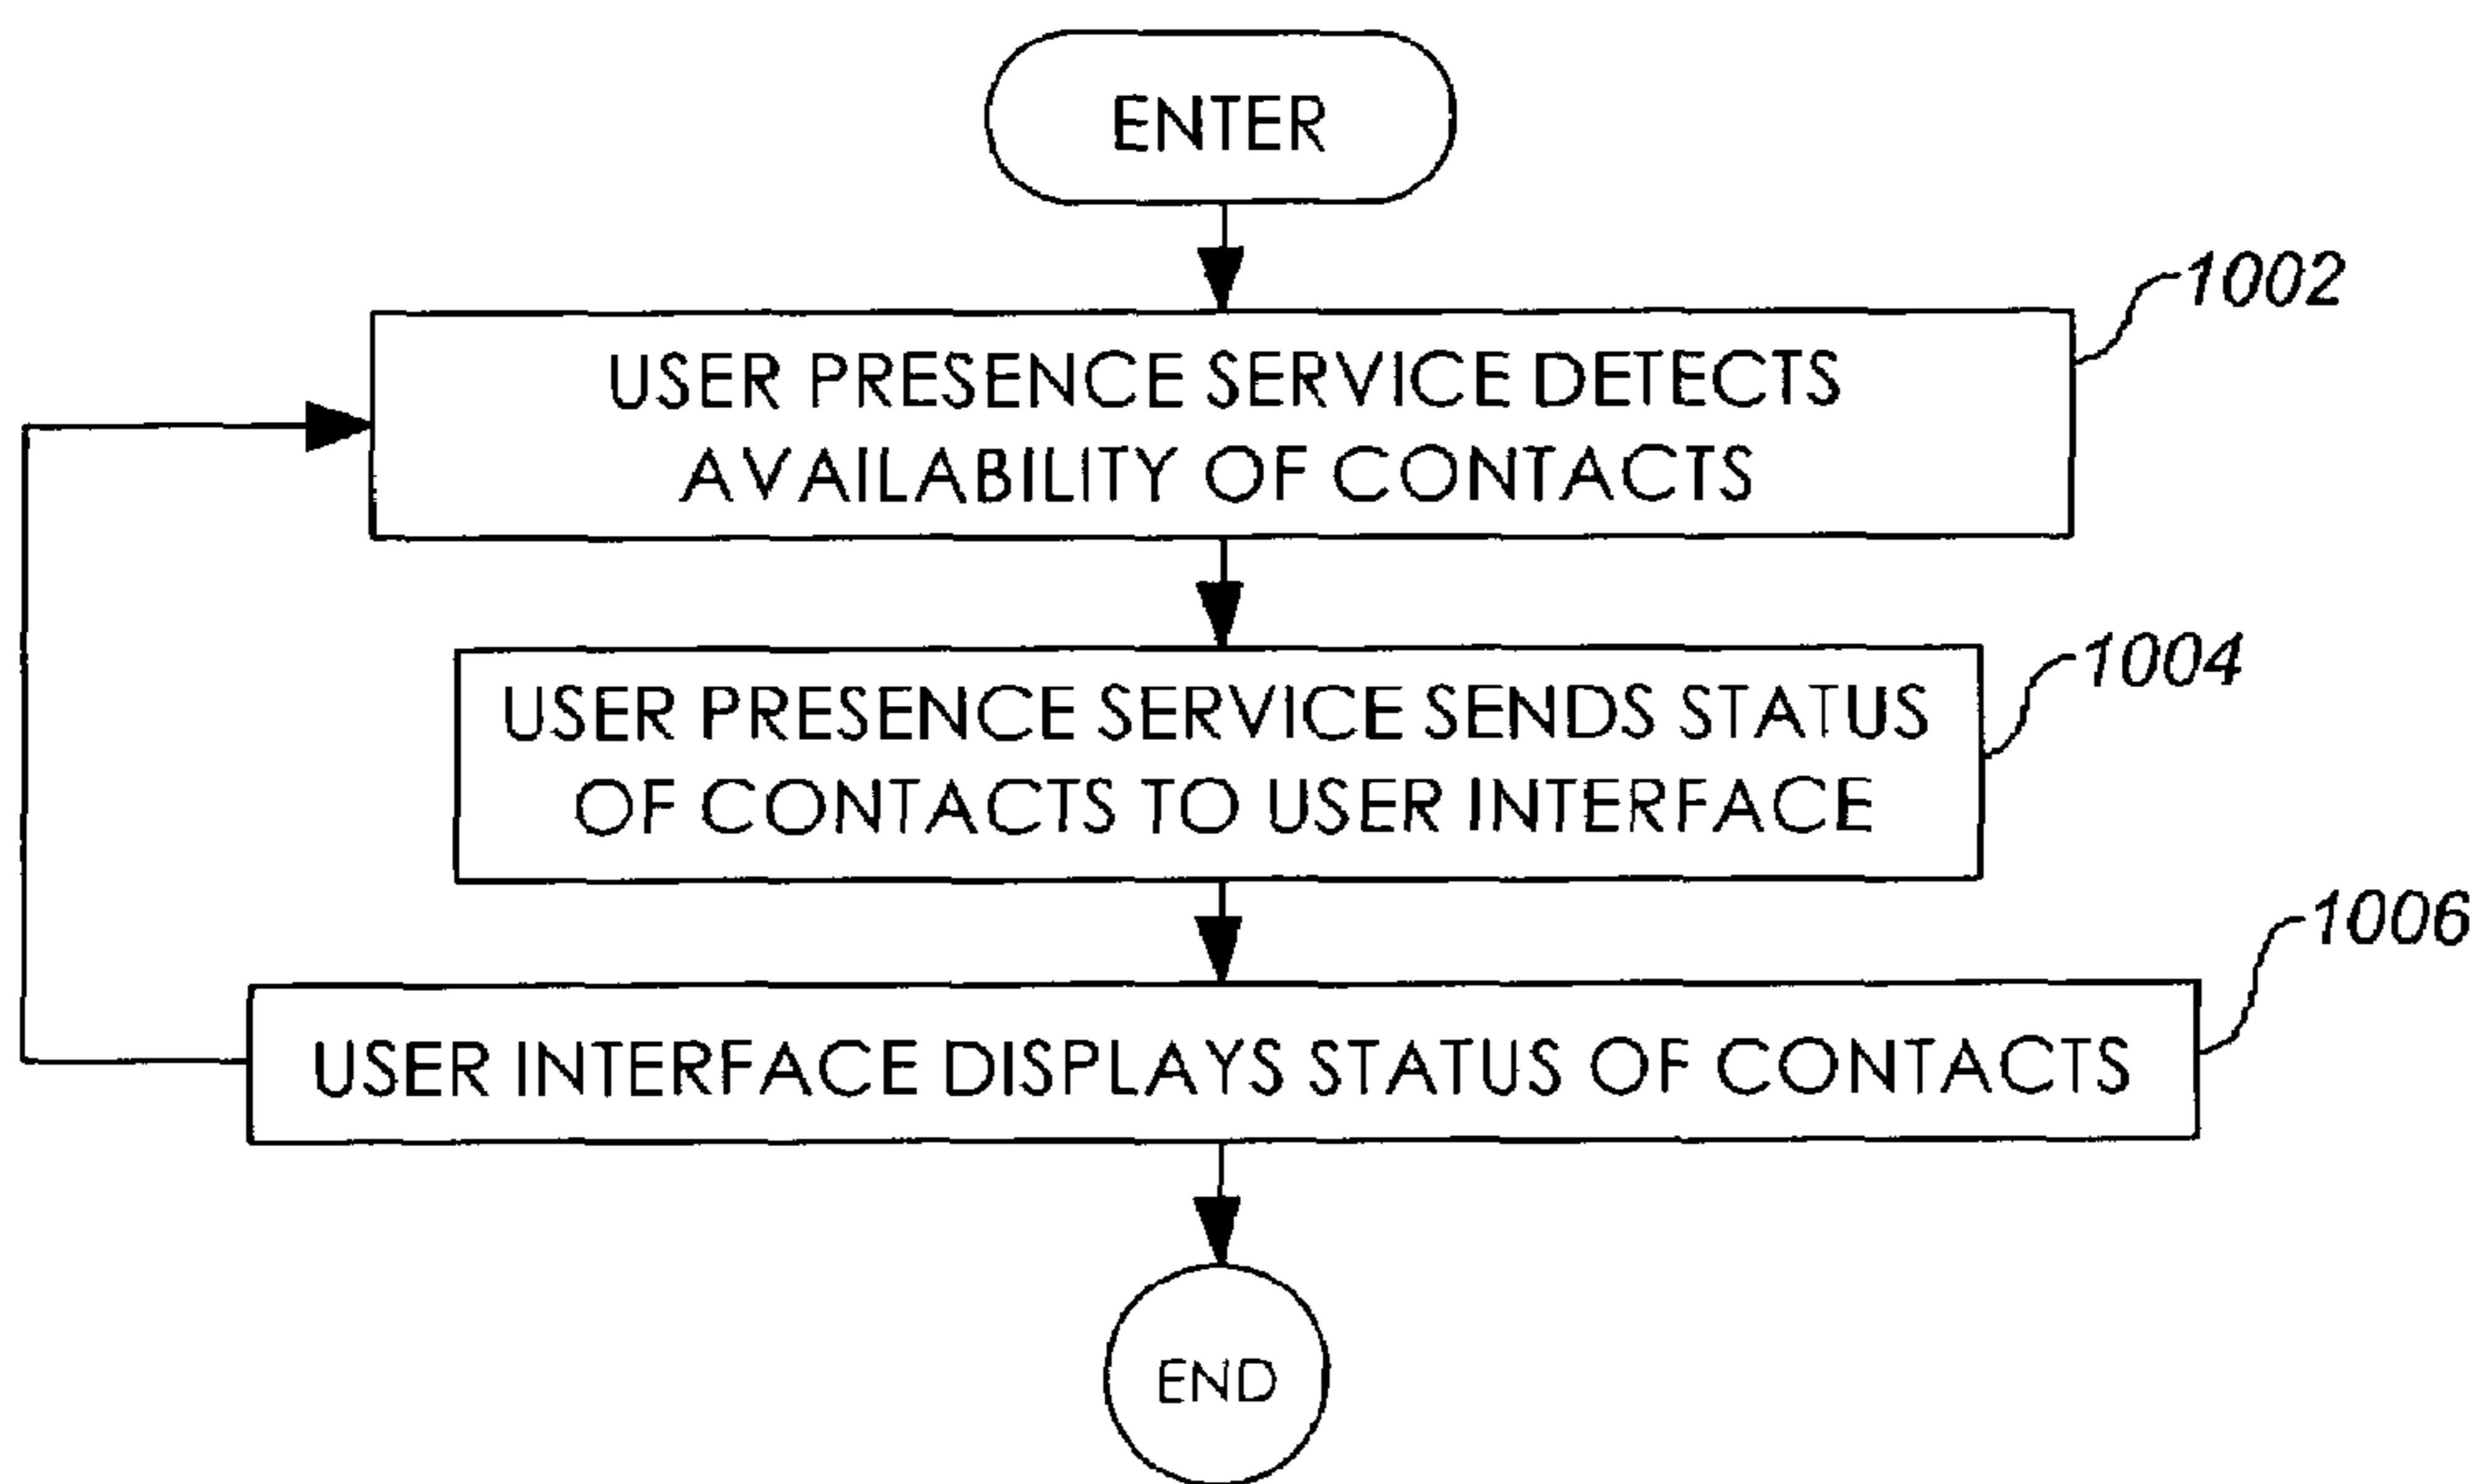 ENTER
1002
USER PRESENCE SERVICE DETECTS
AVAILABILITY OF CONTACTS
1004
USER PRESENCE SERVICE SENDS STATUS
OF CONTACTS TO USER INTERFACE
1006
USER INTERFACE DISPLAYS STATUS OF CONTACTS
END